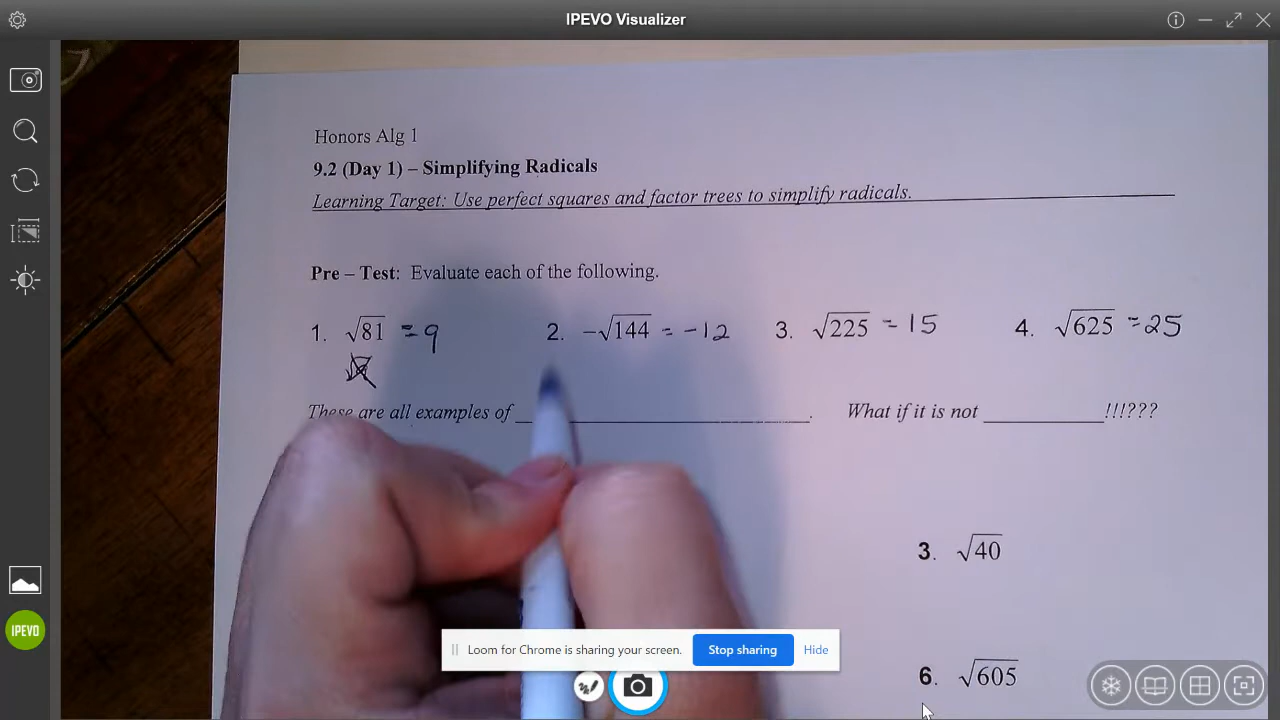 IPEVO Visualizer
Honors Alg 1
9.2 (Day 1) – Simplifying Radicals
Learning Target: Use perfect squares and factor trees to simplify radicals.
Pre – Test: Evaluate each of the following.
1. √81 = 9 2. −√144 = −12 3. √225 = 15 4. √625 = 25
These are all examples of ____________________. What if it is not __________!!!???
3. √40
Loom for Chrome is sharing your screen. Stop sharing Hide
IPEVO
6. √605